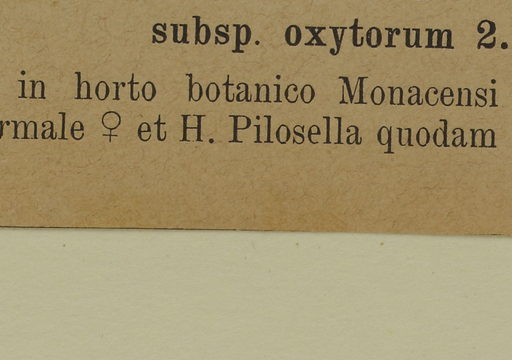 subsp. oxytorum 2.
in horto botanico Monacensi
rmale ♀ et H. Pilosella quodam